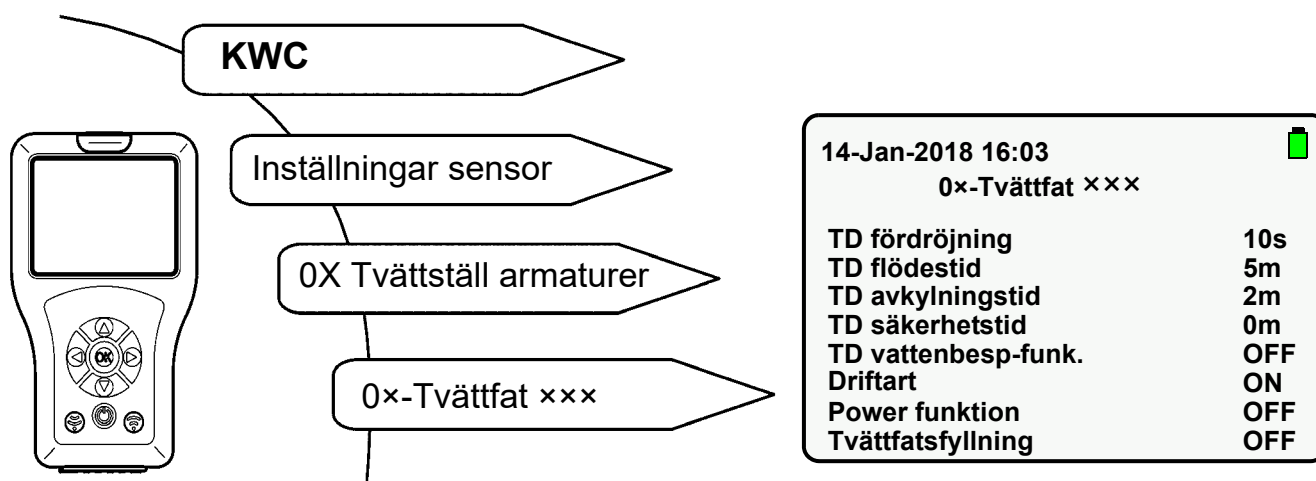 KWC
Inställningar sensor
0X Tvättställ armaturer
0×-Tvättfat ×××
OK
14-Jan-2018 16:03
0×-Tvättfat ×××
TD fördröjning 10s
TD flödestid 5m
TD avkylningstid 2m
TD säkerhetstid 0m
TD vattenbesp-funk. OFF
Driftart ON
Power funktion OFF
Tvättfatsfyllning OFF